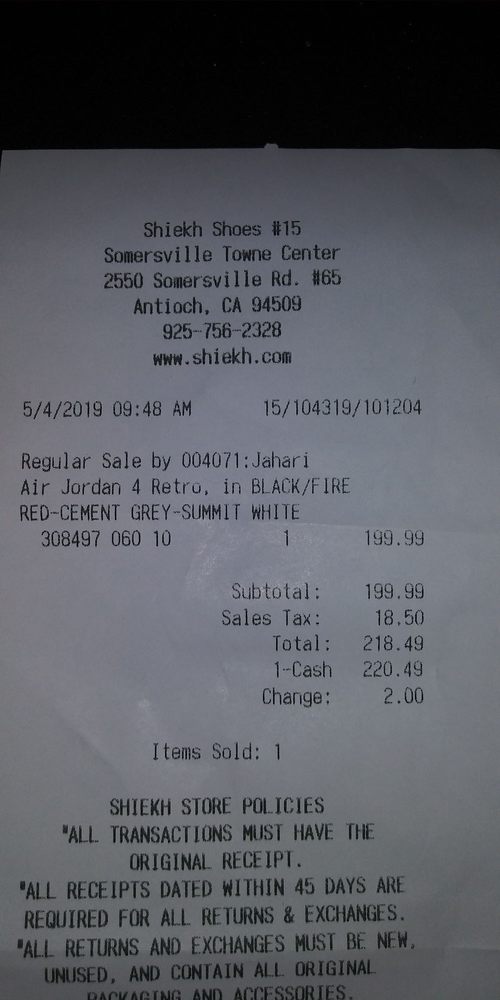 Shiekh Shoes #15
Somersville Towne Center
2550 Somersville Rd. #65
Antioch, CA 94509
925-756-2328
www.shiekh.com
5/4/2019 09:48 AM 15/104319/101204
Regular Sale by 004071:Jahari
Air Jordan 4 Retro, in BLACK/FIRE
RED-CEMENT GREY-SUMMIT WHITE
308497 060 10 1 199.99
Subtotal: 199.99
Sales Tax: 18.50
Total: 218.49
1-Cash 220.49
Change: 2.00
Items Sold: 1
SHIEKH STORE POLICIES
"ALL TRANSACTIONS MUST HAVE THE
ORIGINAL RECEIPT.
"ALL RECEIPTS DATED WITHIN 45 DAYS ARE
REQUIRED FOR ALL RETURNS & EXCHANGES.
"ALL RETURNS AND EXCHANGES MUST BE NEW,
UNUSED, AND CONTAIN ALL ORIGINAL
PACKAGING AND ACCESSORIES.